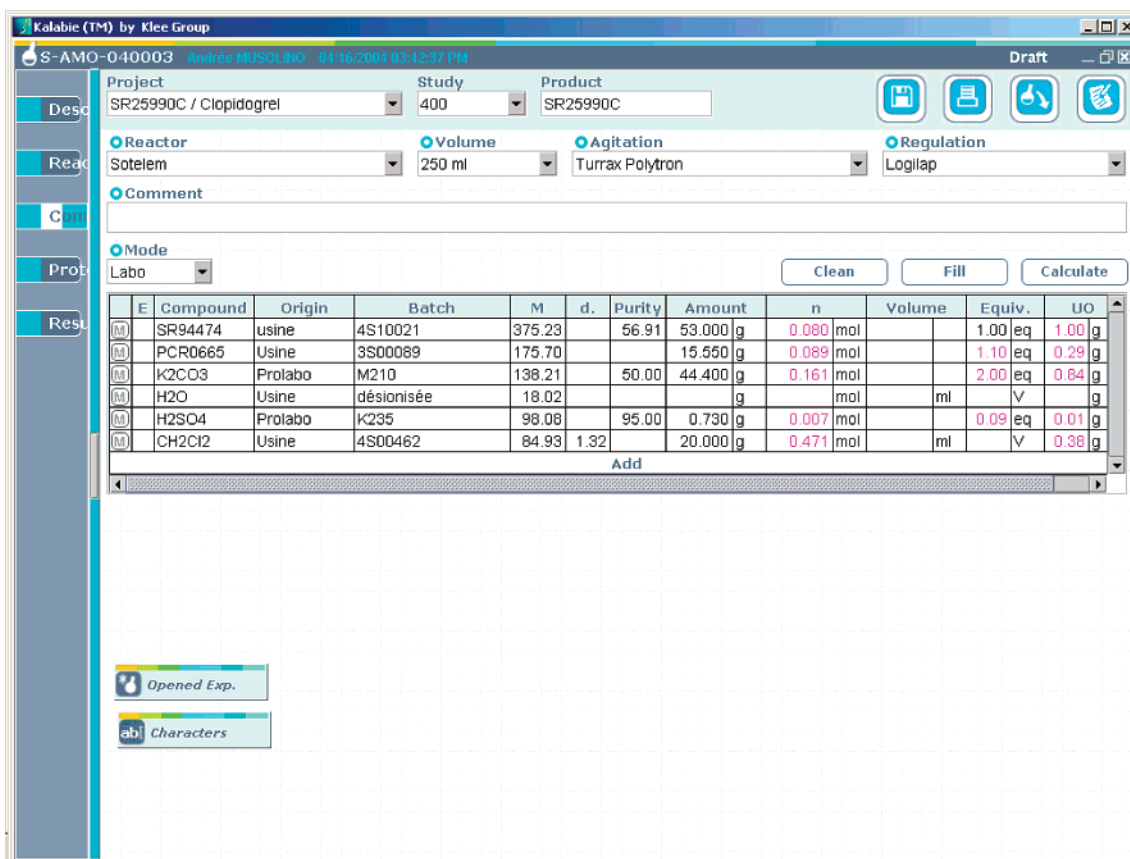 Kalabie (TM) by Klee Group
S-AMO-040003 Andrée MUSOLINO 04/16/2004 03:42:37 PM Draft
Project Study Product
Desc SR25990C / Clopidogrel 400 SR25990C
Reactor Volume Agitation Regulation
Reac Sotelem 250 ml Turrax Polytron Logilap
Comment
Com
Mode
Prot Labo Clean Fill Calculate
E Compound Origin Batch M d. Purity Amount n Volume Equiv. UO
Resu
M SR94474 usine 4S10021 375.23 56.91 53.000 g 0.080 mol 1.00 eq 1.00 g
M PCR0665 Usine 3S00089 175.70 15.550 g 0.089 mol 1.10 eq 0.29 g
M K2CO3 Prolabo M210 138.21 50.00 44.400 g 0.161 mol 2.00 eq 0.84 g
M H2O Usine désionisée 18.02 g mol ml V g
M H2SO4 Prolabo K235 98.08 95.00 0.730 g 0.007 mol 0.09 eq 0.01 g
M CH2Cl2 Usine 4S00462 84.93 1.32 20.000 g 0.471 mol ml V 0.38 g
Add
Opened Exp.
ab Characters